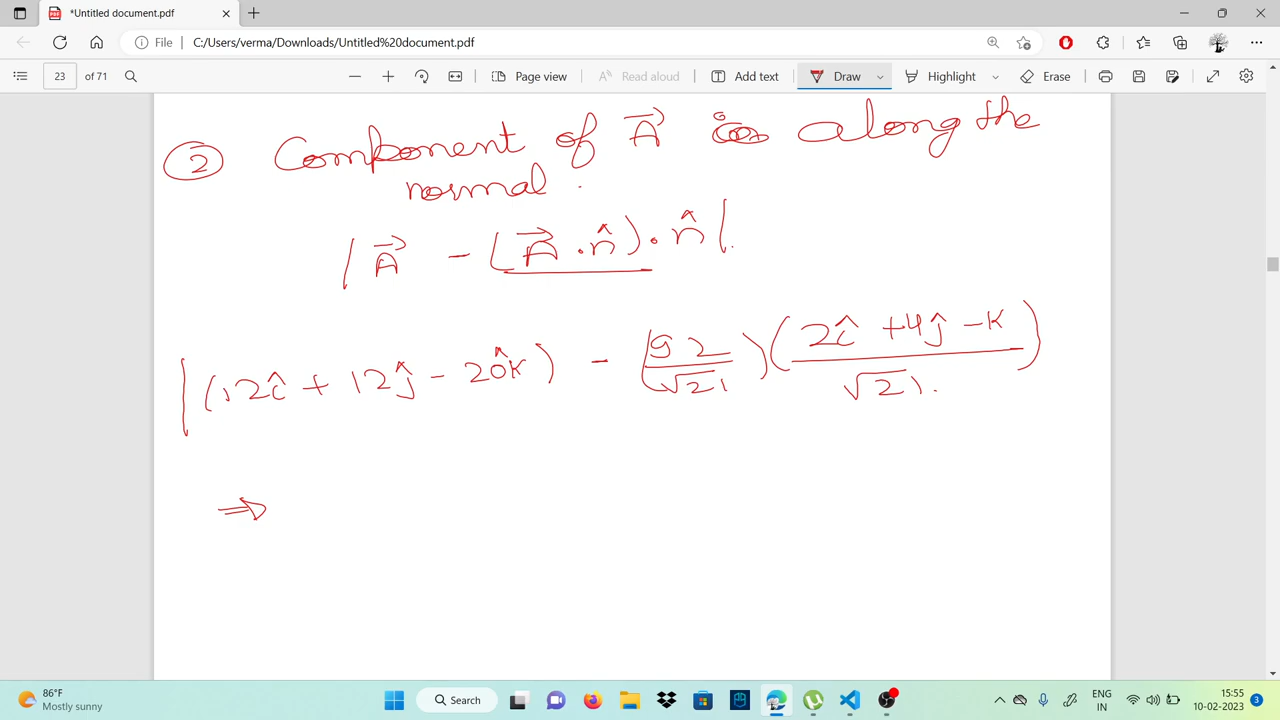 *Untitled document.pdf
File C:/Users/verma/Downloads/Untitled%20document.pdf
23 of 71 Page view Read aloud Add text Draw Highlight Erase
② Component of A⃗ along the
normal.
|A⃗ - (A⃗ · n̂) · n̂|
|(12î + 12ĵ - 20k̂) - (92/√21)((2î + 4ĵ - k)/√21)
⇒
86°F
Mostly sunny
Search
ENG
IN
15:55
10-02-2023
3